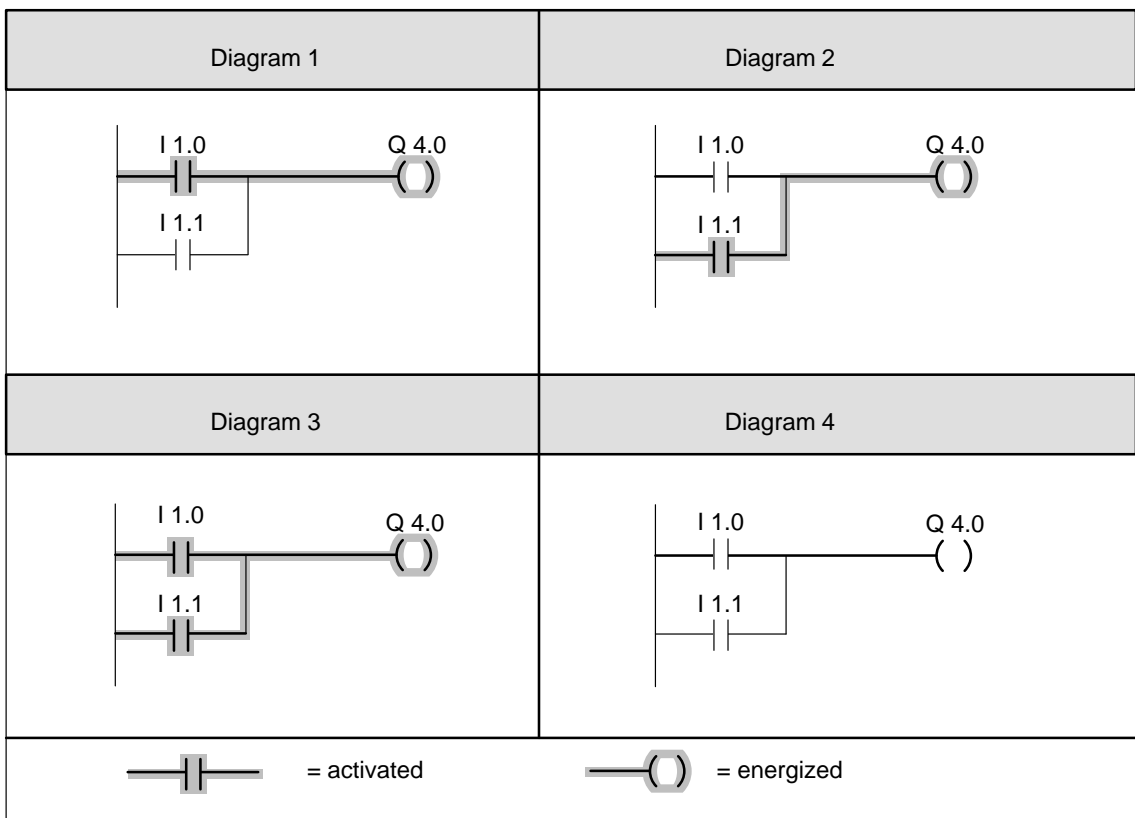 Diagram 1
Diagram 2
I 1.0
Q 4.0
I 1.1
I 1.0
Q 4.0
I 1.1
Diagram 3
Diagram 4
I 1.0
Q 4.0
I 1.1
I 1.0
Q 4.0
I 1.1
= activated
= energized